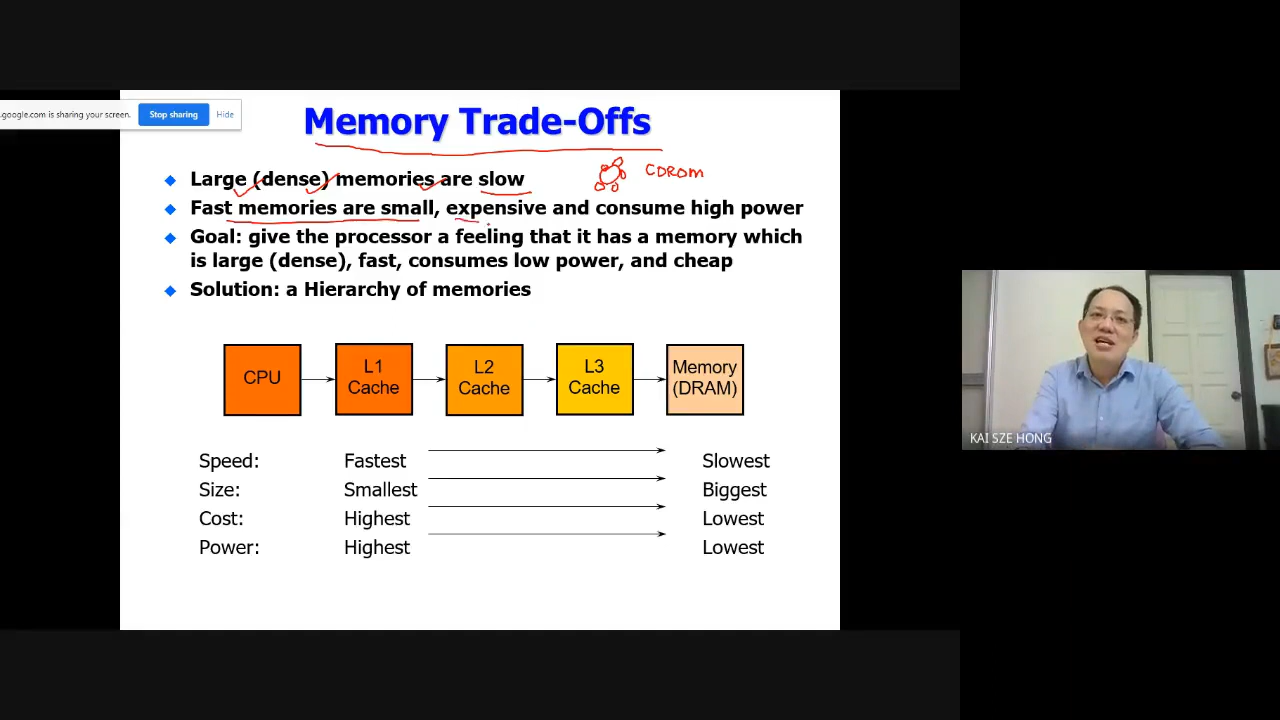 .google.com is sharing your screen.
Stop sharing
Hide
Memory Trade-Offs
Large (dense) memories are slow
CDROM
Fast memories are small, expensive and consume high power
Goal: give the processor a feeling that it has a memory which
is large (dense), fast, consumes low power, and cheap
Solution: a Hierarchy of memories
CPU
L1
Cache
L2
Cache
L3
Cache
Memory
(DRAM)
Speed: Fastest Slowest
Size: Smallest Biggest
Cost: Highest Lowest
Power: Highest Lowest
KAI SZE HONG